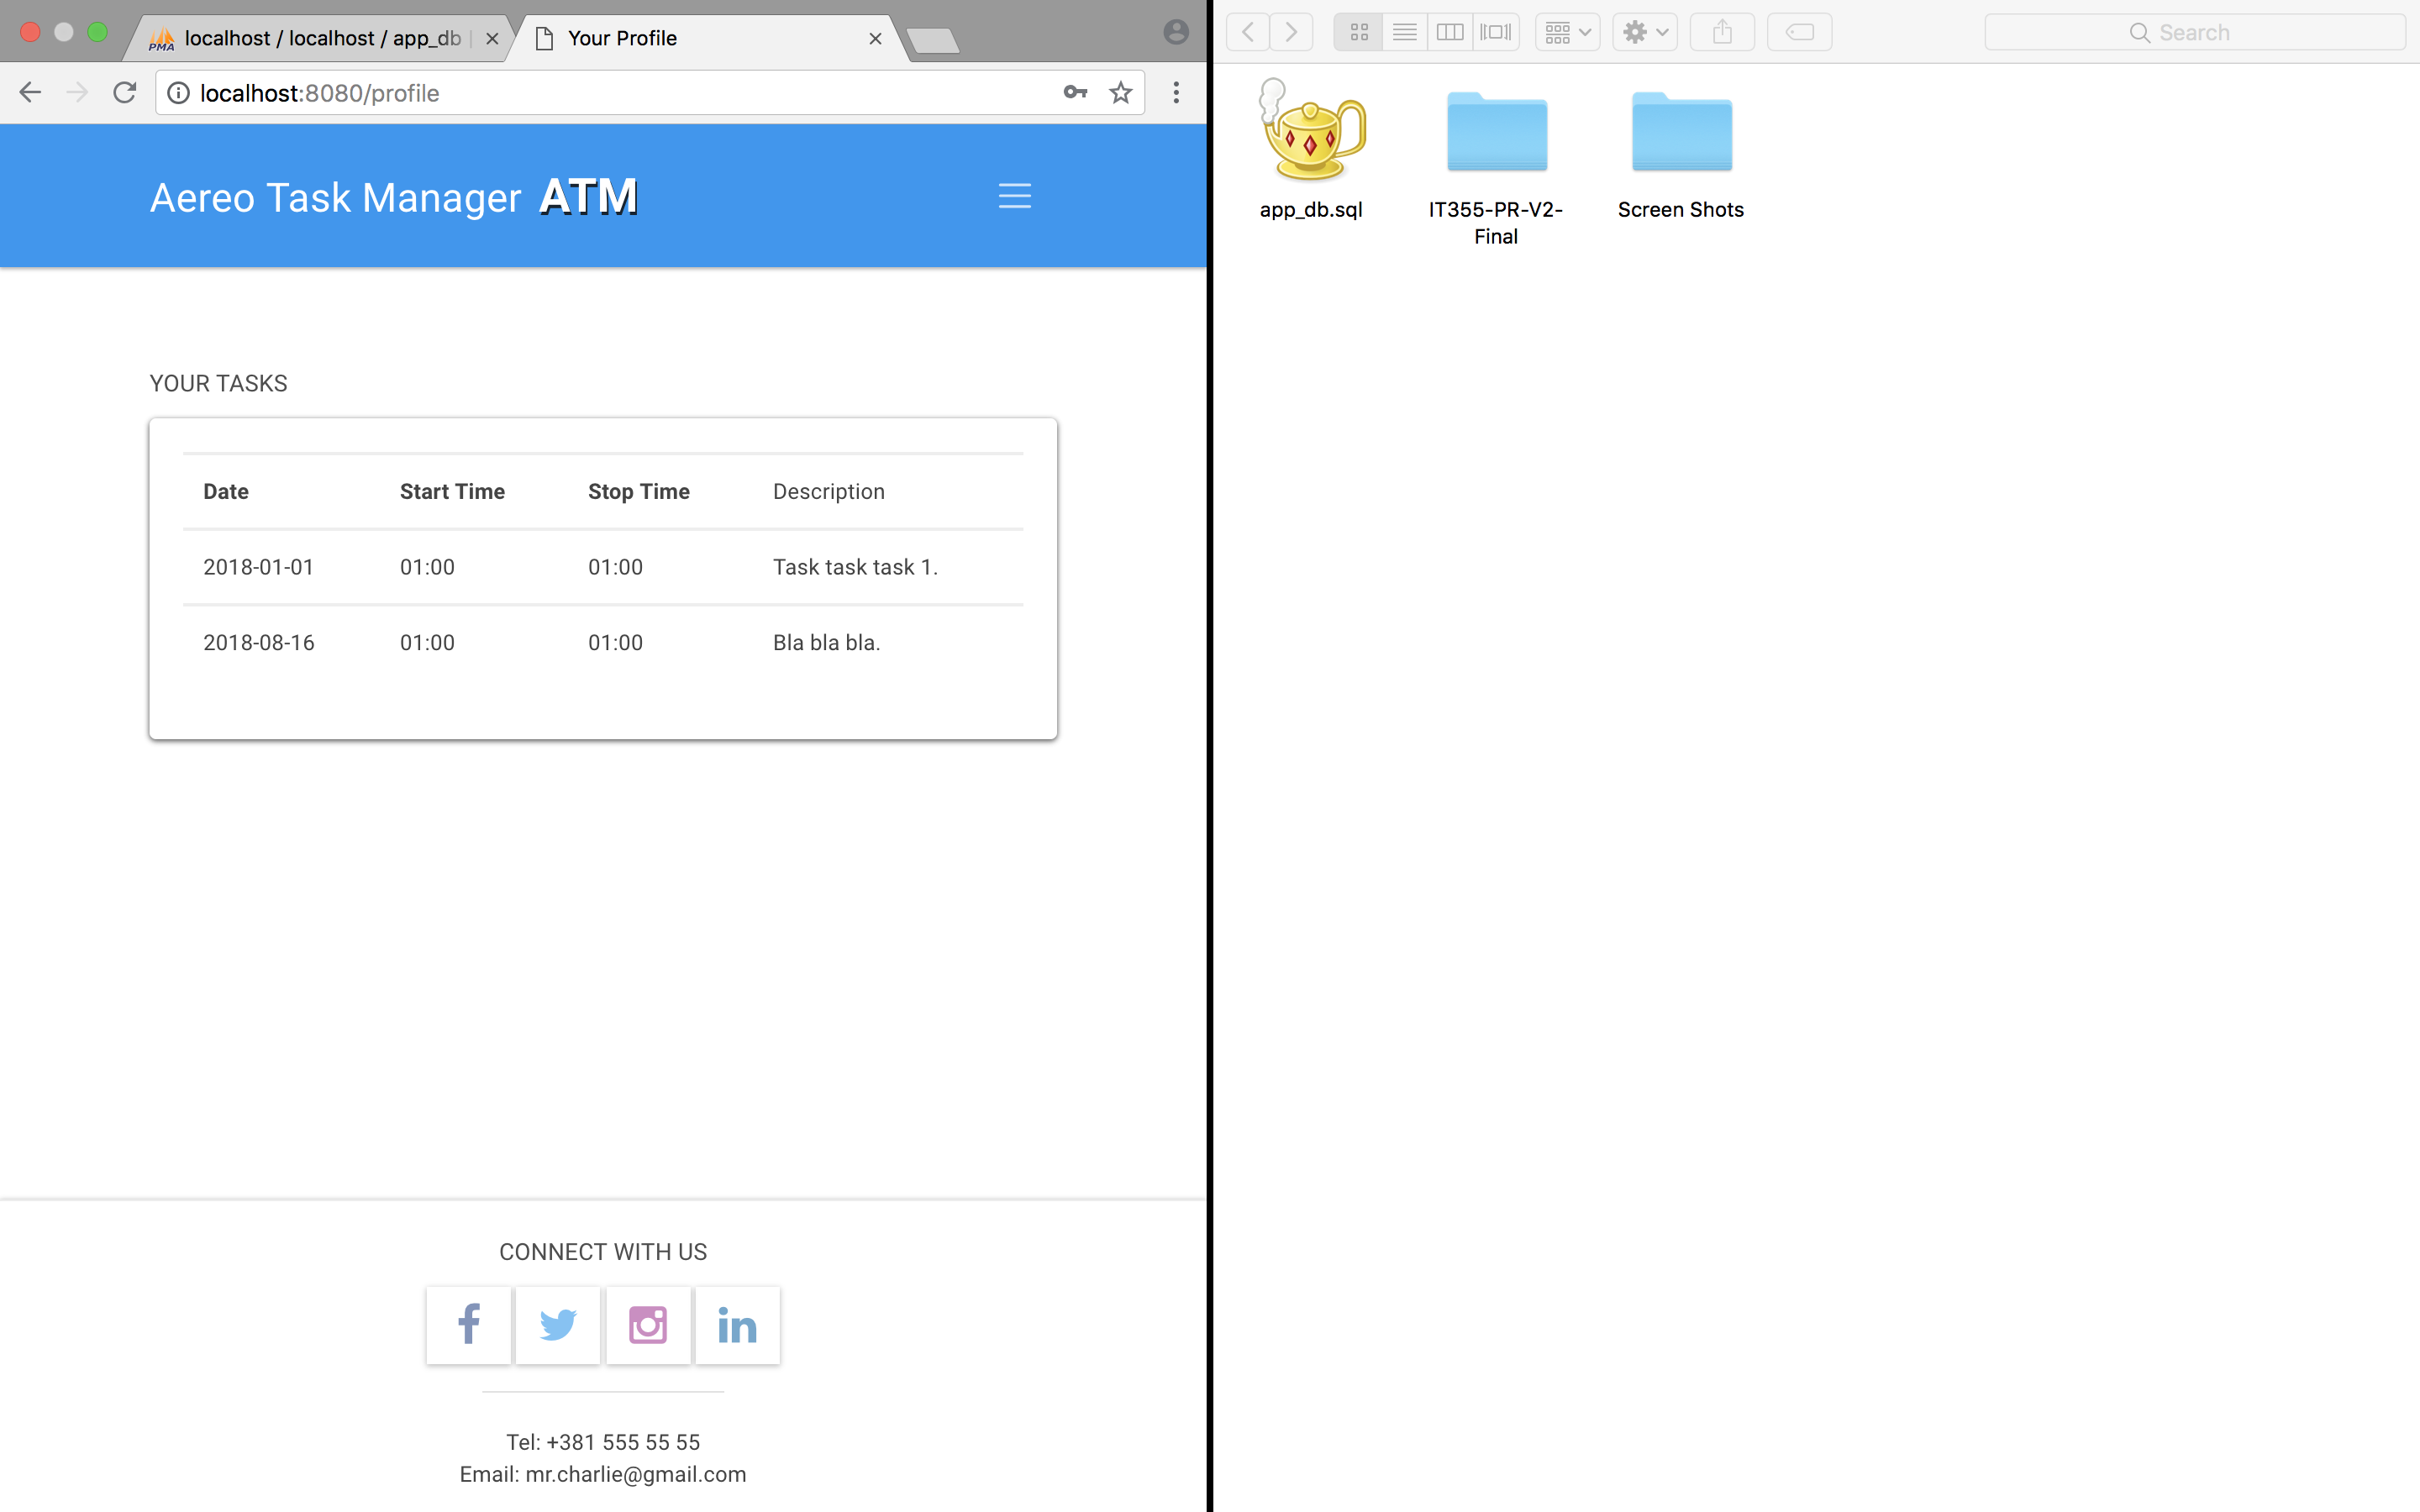 localhost / localhost / app_db |
Your Profile
localhost:8080/profile
Aereo Task Manager ATM
YOUR TASKS
Date Start Time Stop Time Description
2018-01-01 01:00 01:00 Task task task 1.
2018-08-16 01:00 01:00 Bla bla bla.
CONNECT WITH US
Tel: +381 555 55 55
Email: mr.charlie@gmail.com
Search
app_db.sql
IT355-PR-V2-
Final
Screen Shots
PMA